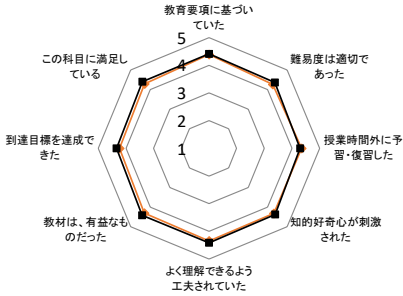 教育要項に基づい
ていた
5
この科目に満足し
ている
4
難易度は適切で
あった
3
2
到達目標を達成で
きた
1
授業時間外に予
習・復習した
教材は、有益なも
のだった
知的好奇心が刺激
された
よく理解できるよう
工夫されていた